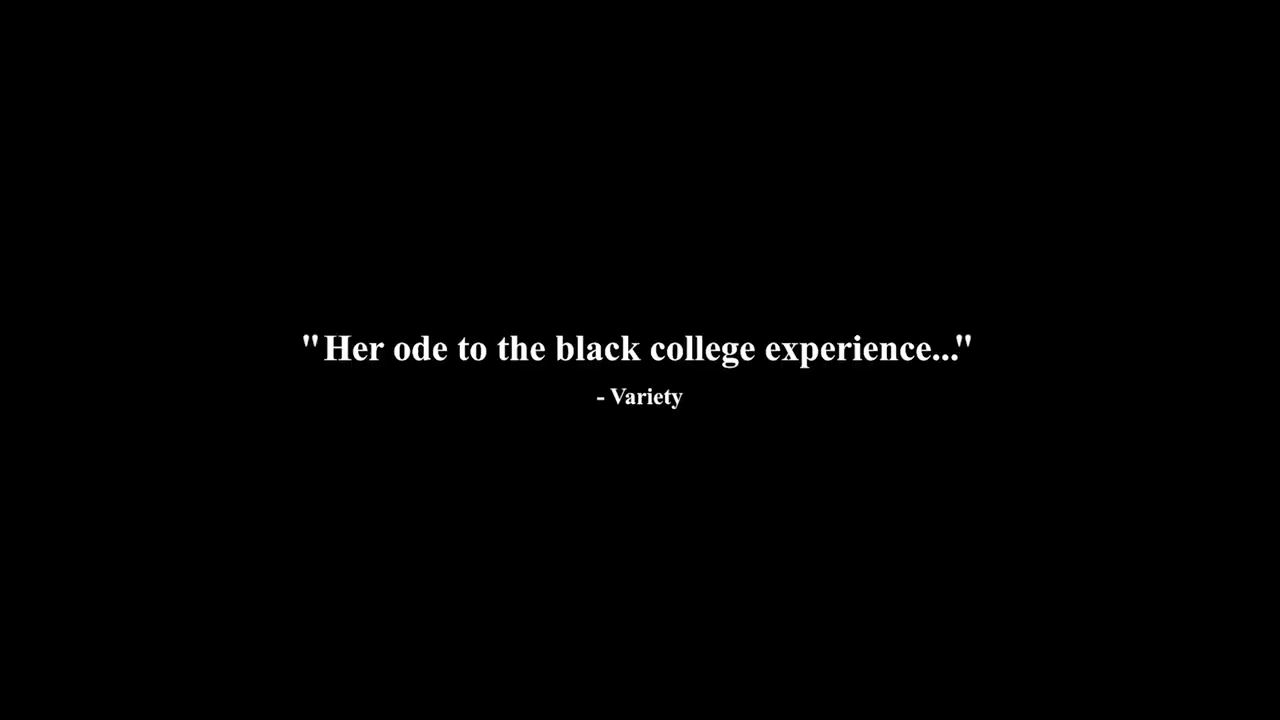 "Her ode to the black college experience..."
- Variety